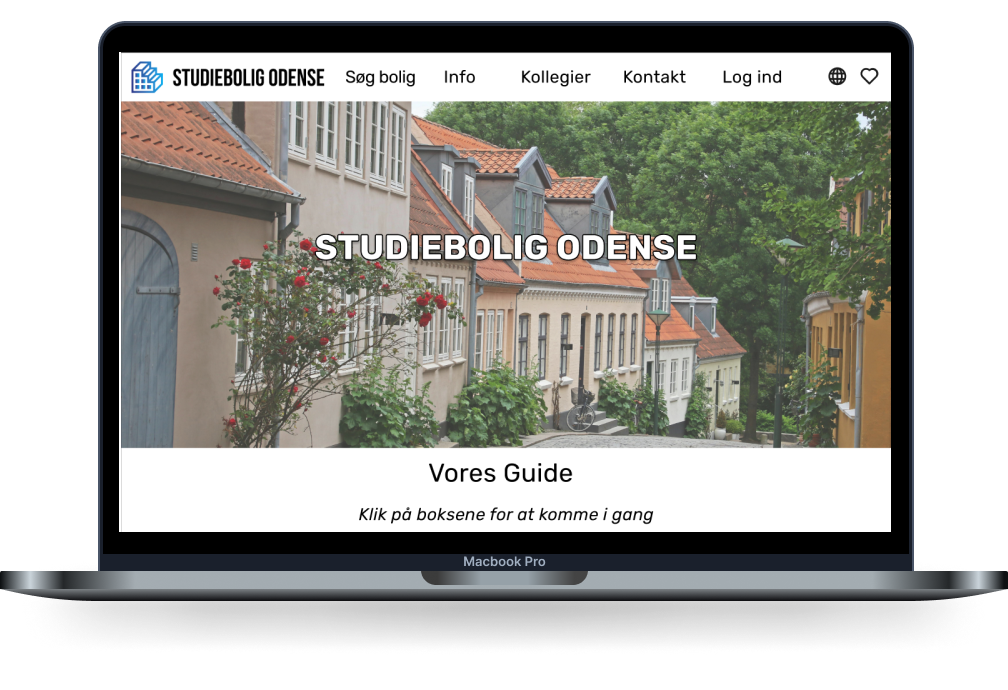 STUDIEBOLIG ODENSE Søg bolig Info Kollegier Kontakt Log ind
STUDIEBOLIG ODENSE
Vores Guide
Klik på boksene for at komme i gang
Macbook Pro